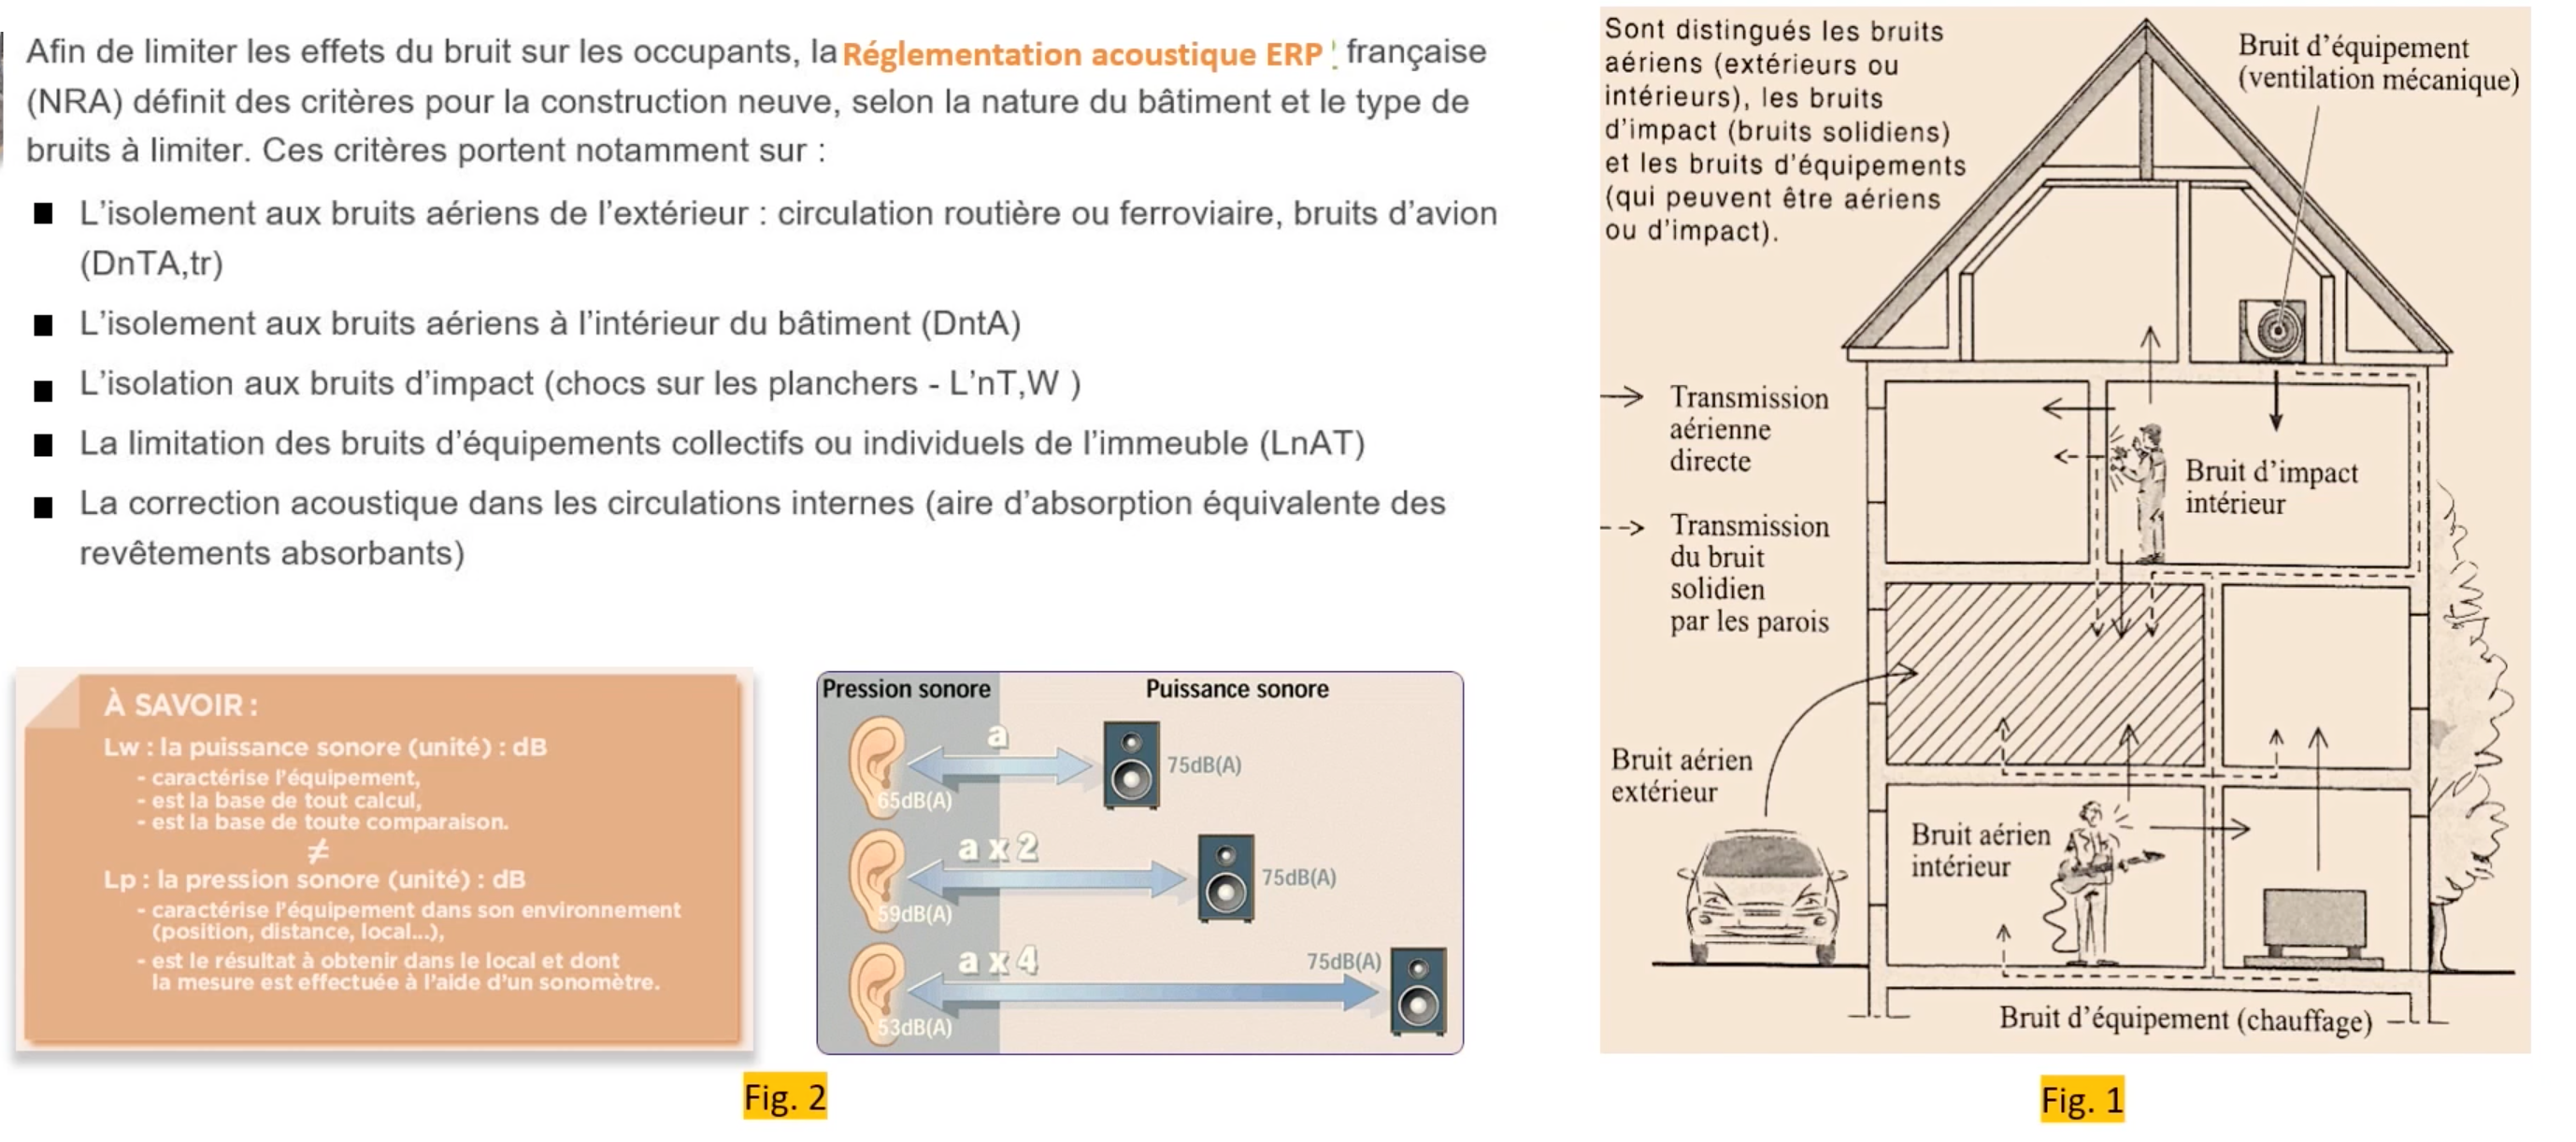 Afin de limiter les effets du bruit sur les occupants, la Réglementation acoustique ERP française
(NRA) définit des critères pour la construction neuve, selon la nature du bâtiment et le type de
bruits à limiter. Ces critères portent notamment sur :
■ L'isolement aux bruits aériens de l'extérieur : circulation routière ou ferroviaire, bruits d'avion
(DnTA,tr)
■ L'isolement aux bruits aériens à l'intérieur du bâtiment (DntA)
■ L'isolation aux bruits d'impact (chocs sur les planchers - L'nT,W )
■ La limitation des bruits d'équipements collectifs ou individuels de l'immeuble (LnAT)
■ La correction acoustique dans les circulations internes (aire d'absorption équivalente des
revêtements absorbants)
À SAVOIR :
Lw : la puissance sonore (unité) : dB
- caractérise l'équipement,
- est la base de tout calcul,
- est la base de toute comparaison.
≠
Lp : la pression sonore (unité) : dB
- caractérise l'équipement dans son environnement
(position, distance, local...),
- est le résultat à obtenir dans le local et dont
la mesure est effectuée à l'aide d'un sonomètre.
Pression sonore Puissance sonore
a
65dB(A) 75dB(A)
a x 2
59dB(A) 75dB(A)
a x 4
53dB(A) 75dB(A)
Fig. 2
Sont distingués les bruits
aériens (extérieurs ou
intérieurs), les bruits
d'impact (bruits solidiens)
et les bruits d'équipements
(qui peuvent être aériens
ou d'impact).
Bruit d'équipement
(ventilation mécanique)
Transmission
aérienne
directe
Transmission
du bruit
solidien
par les parois
Bruit d'impact
intérieur
Bruit aérien
extérieur
Bruit aérien
intérieur
Bruit d'équipement (chauffage)
Fig. 1